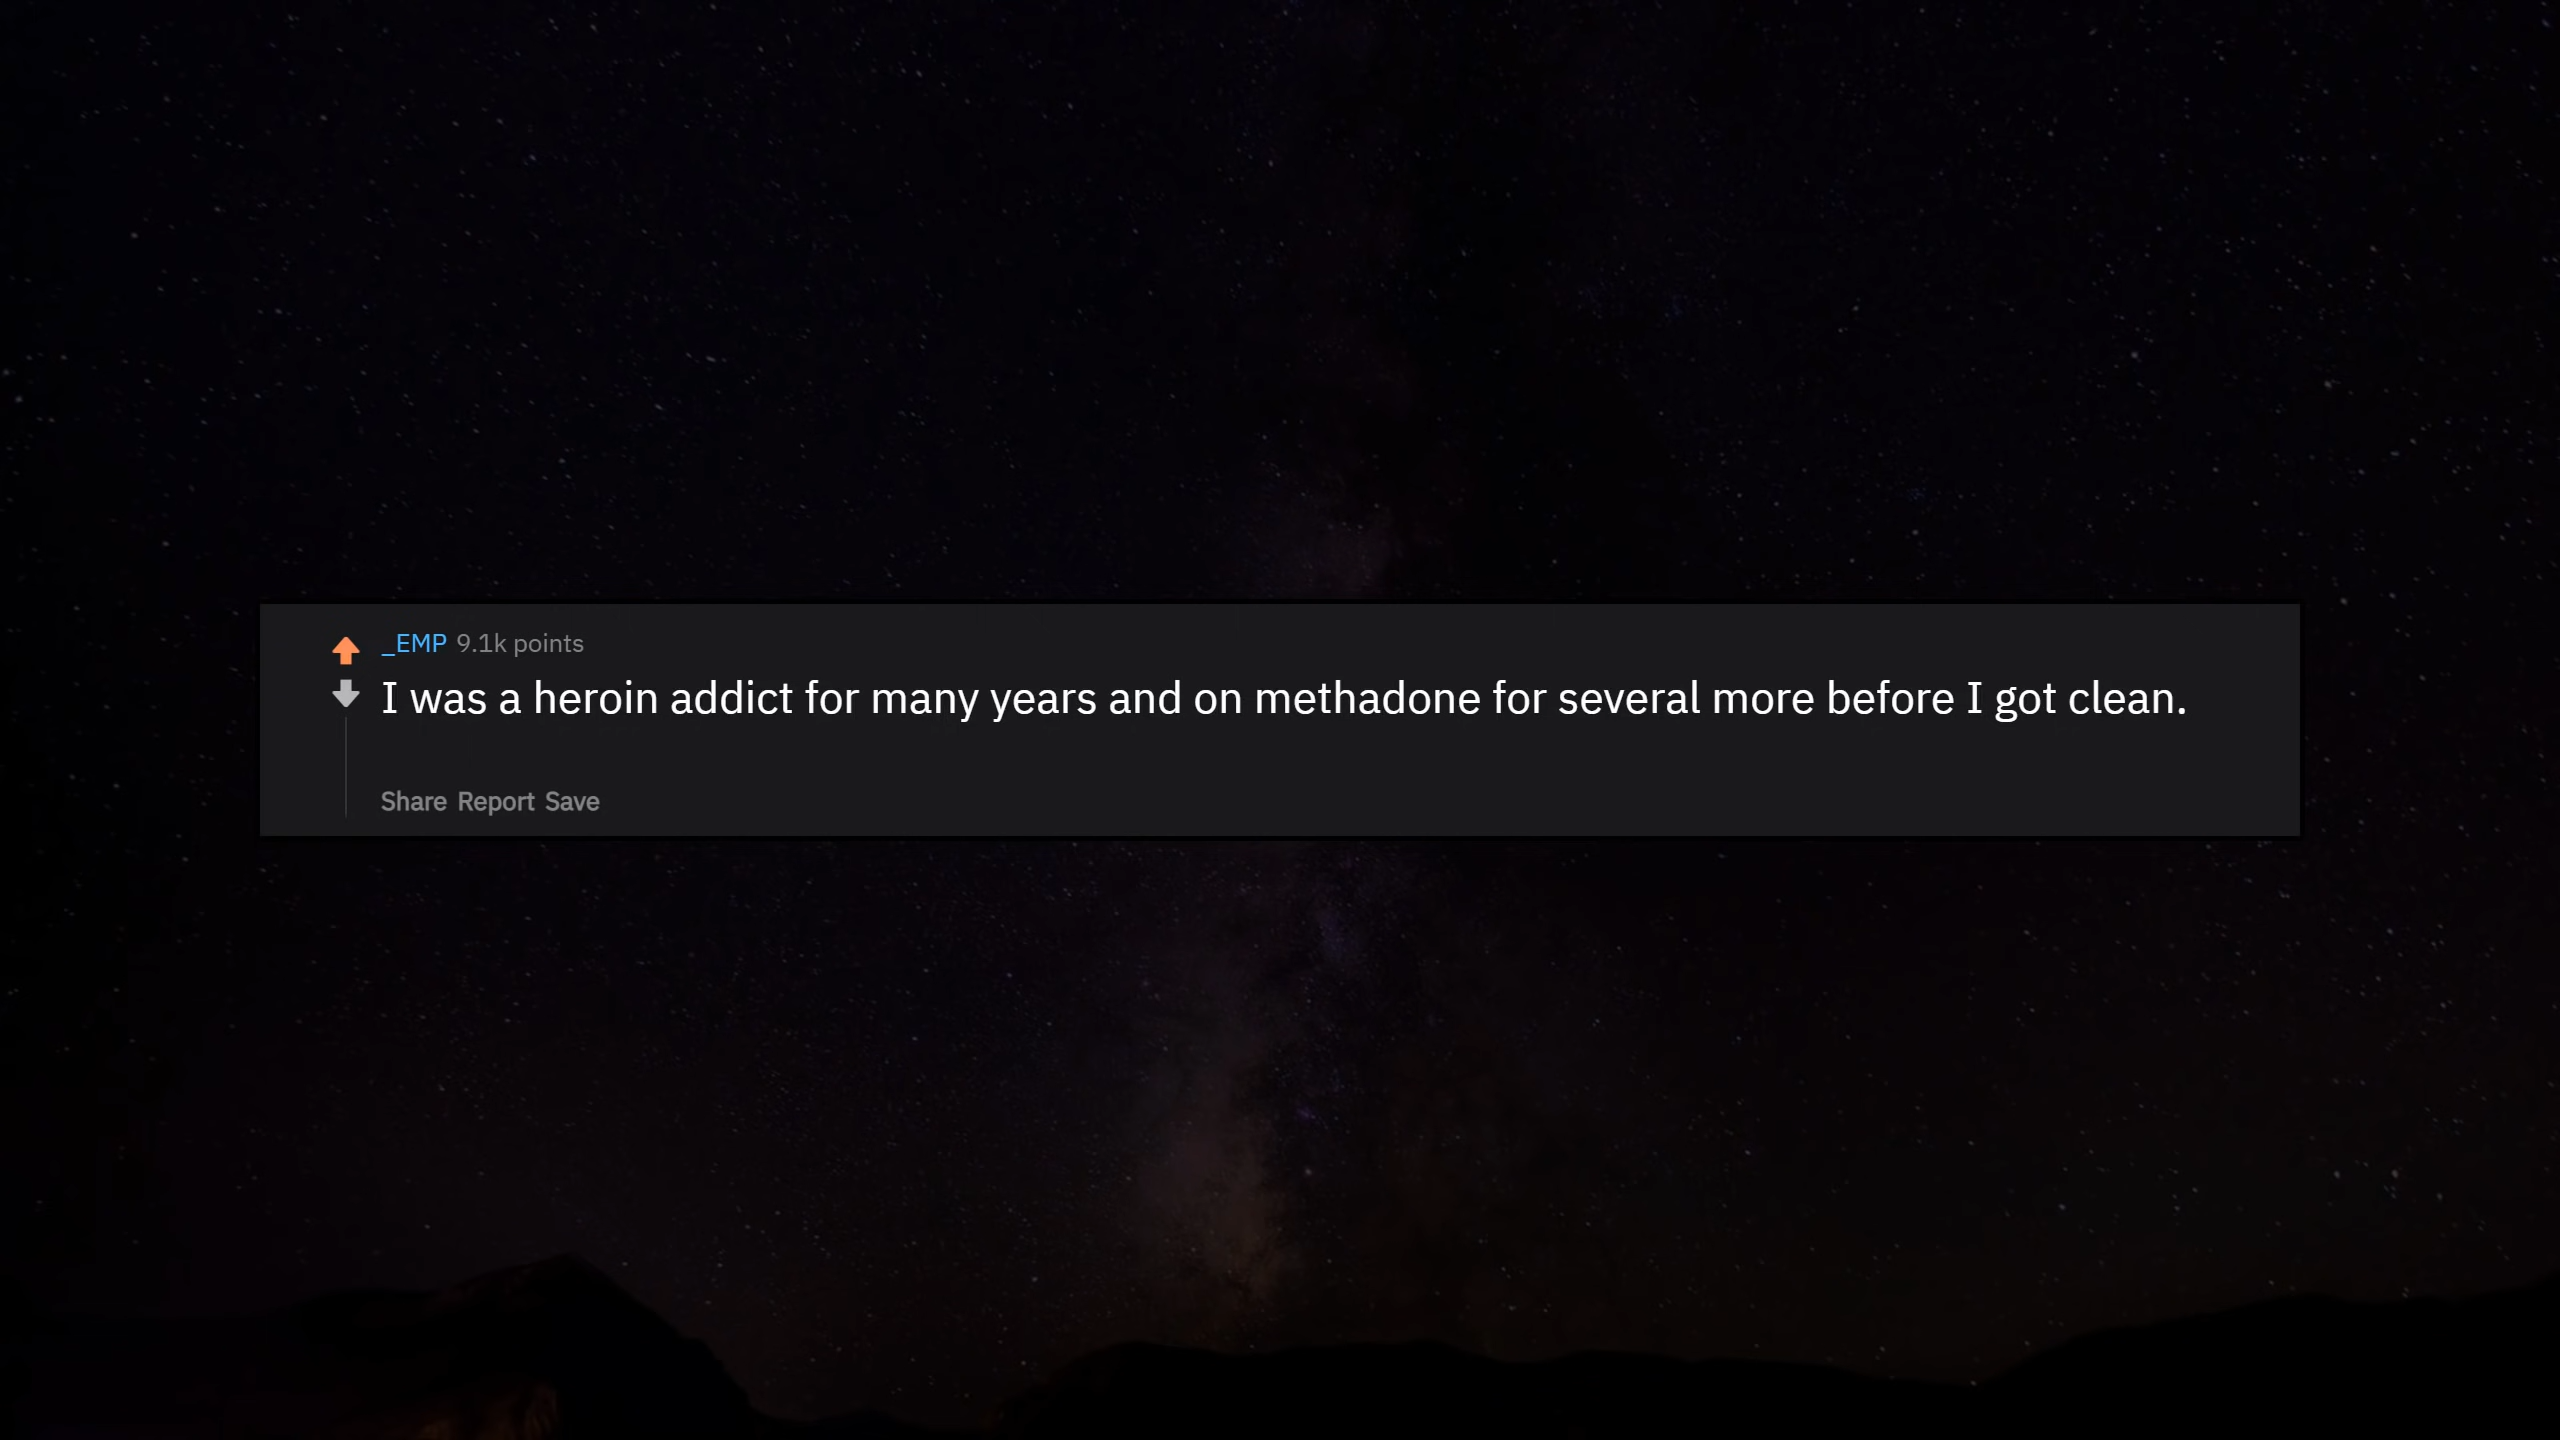 _EMP 9.1k points
I was a heroin addict for many years and on methadone for several more before I got clean.
Share Report Save